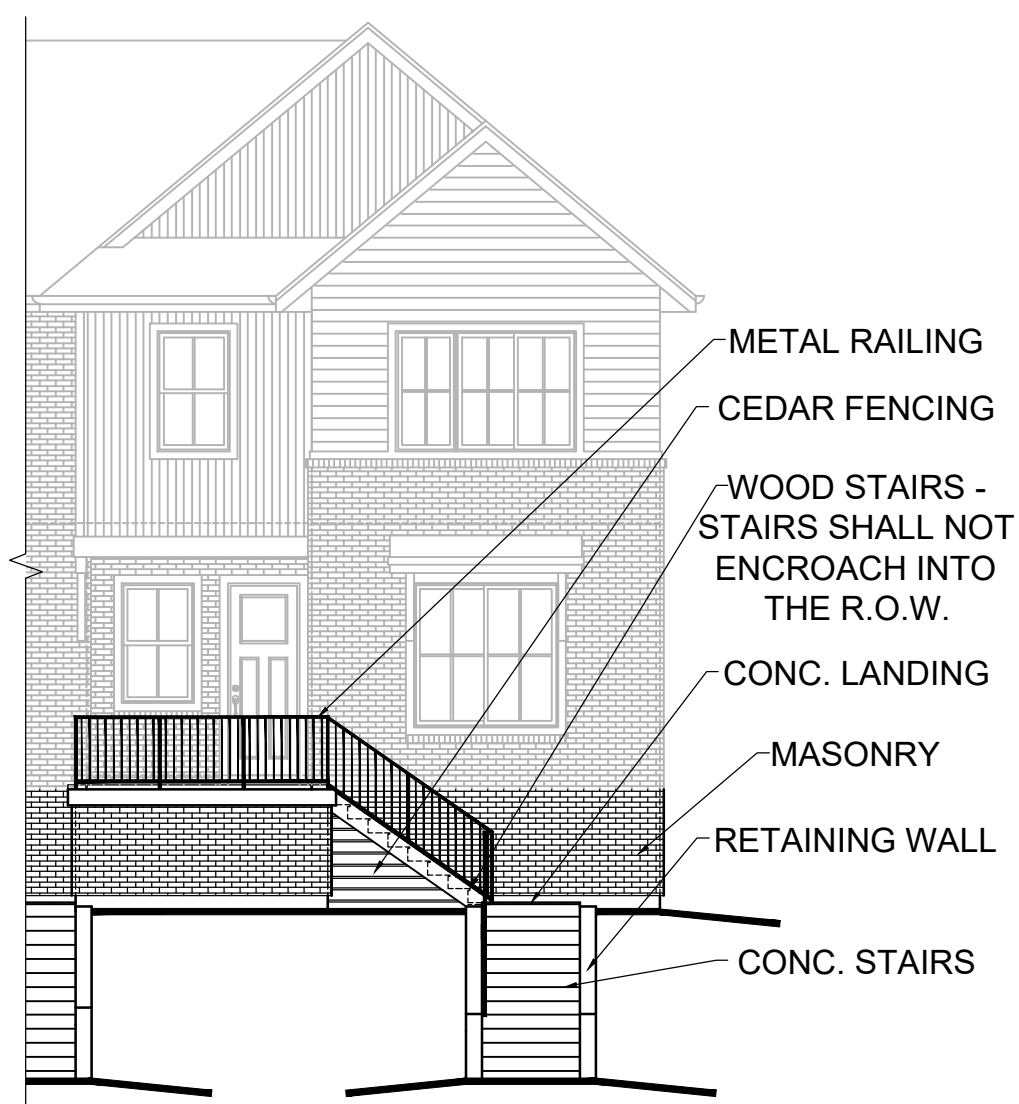 METAL RAILING
CEDAR FENCING
WOOD STAIRS -
STAIRS SHALL NOT
ENCROACH INTO
THE R.O.W.
CONC. LANDING
MASONRY
RETAINING WALL
CONC. STAIRS